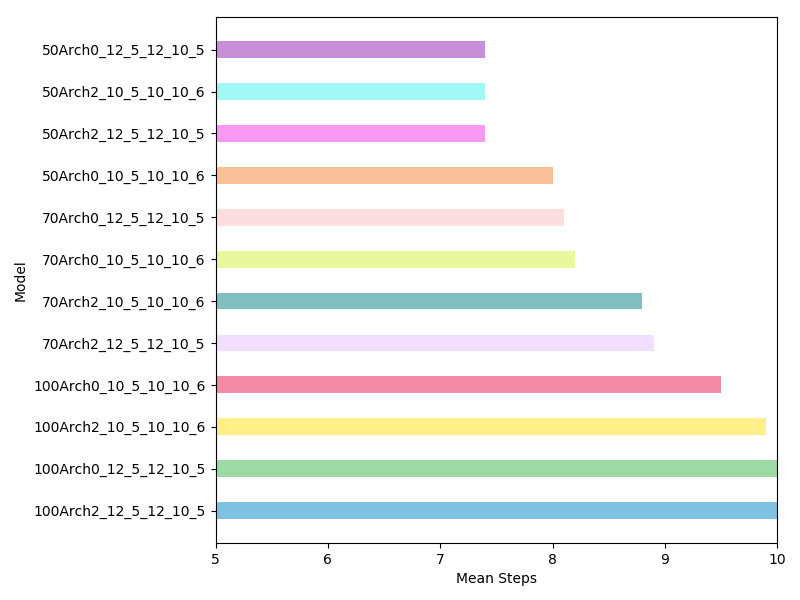 50Arch0_12_5_12_10_5
50Arch2_10_5_10_10_6
50Arch2_12_5_12_10_5
50Arch0_10_5_10_10_6
70Arch0_12_5_12_10_5
70Arch0_10_5_10_10_6
70Arch2_10_5_10_10_6
70Arch2_12_5_12_10_5
100Arch0_10_5_10_10_6
100Arch2_10_5_10_10_6
100Arch0_12_5_12_10_5
100Arch2_12_5_12_10_5
Model
5 6 7 8 9 10
Mean Steps